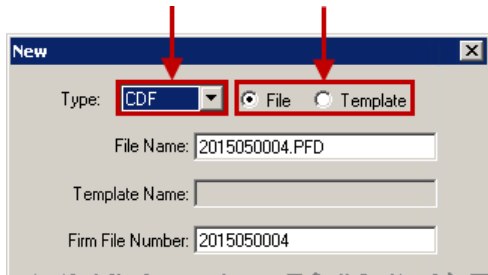 New
Type: CDF File Template
File Name: 2015050004.PFD
Template Name:
Firm File Number: 2015050004